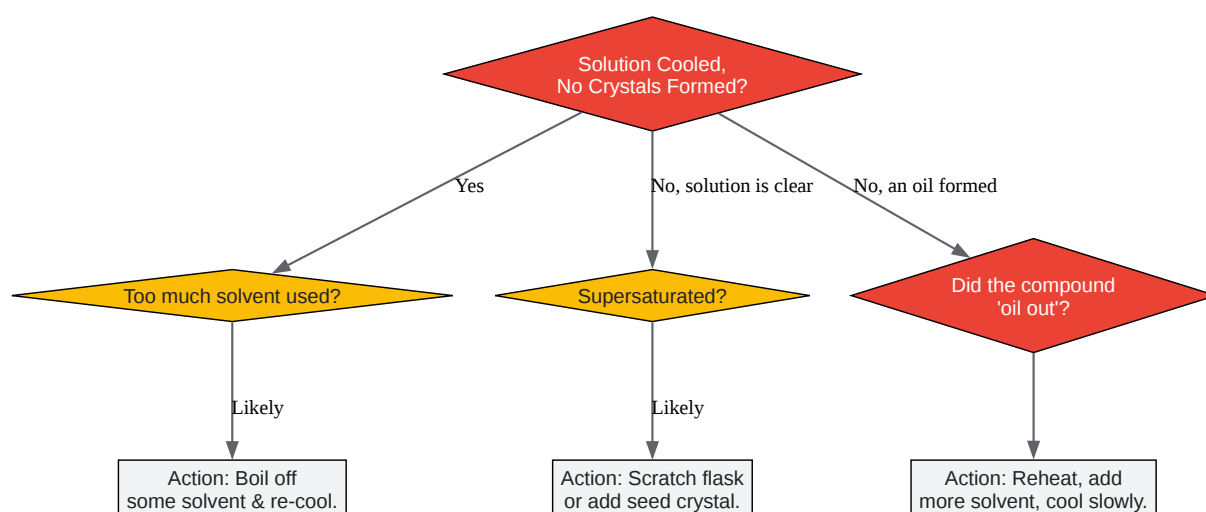 Solution Cooled,
No Crystals Formed?
Yes
No, solution is clear
No, an oil formed
Too much solvent used?
Supersaturated?
Did the compound
'oil out'?
Likely
Likely
Action: Boil off
some solvent & re-cool.
Action: Scratch flask
or add seed crystal.
Action: Reheat, add
more solvent, cool slowly.